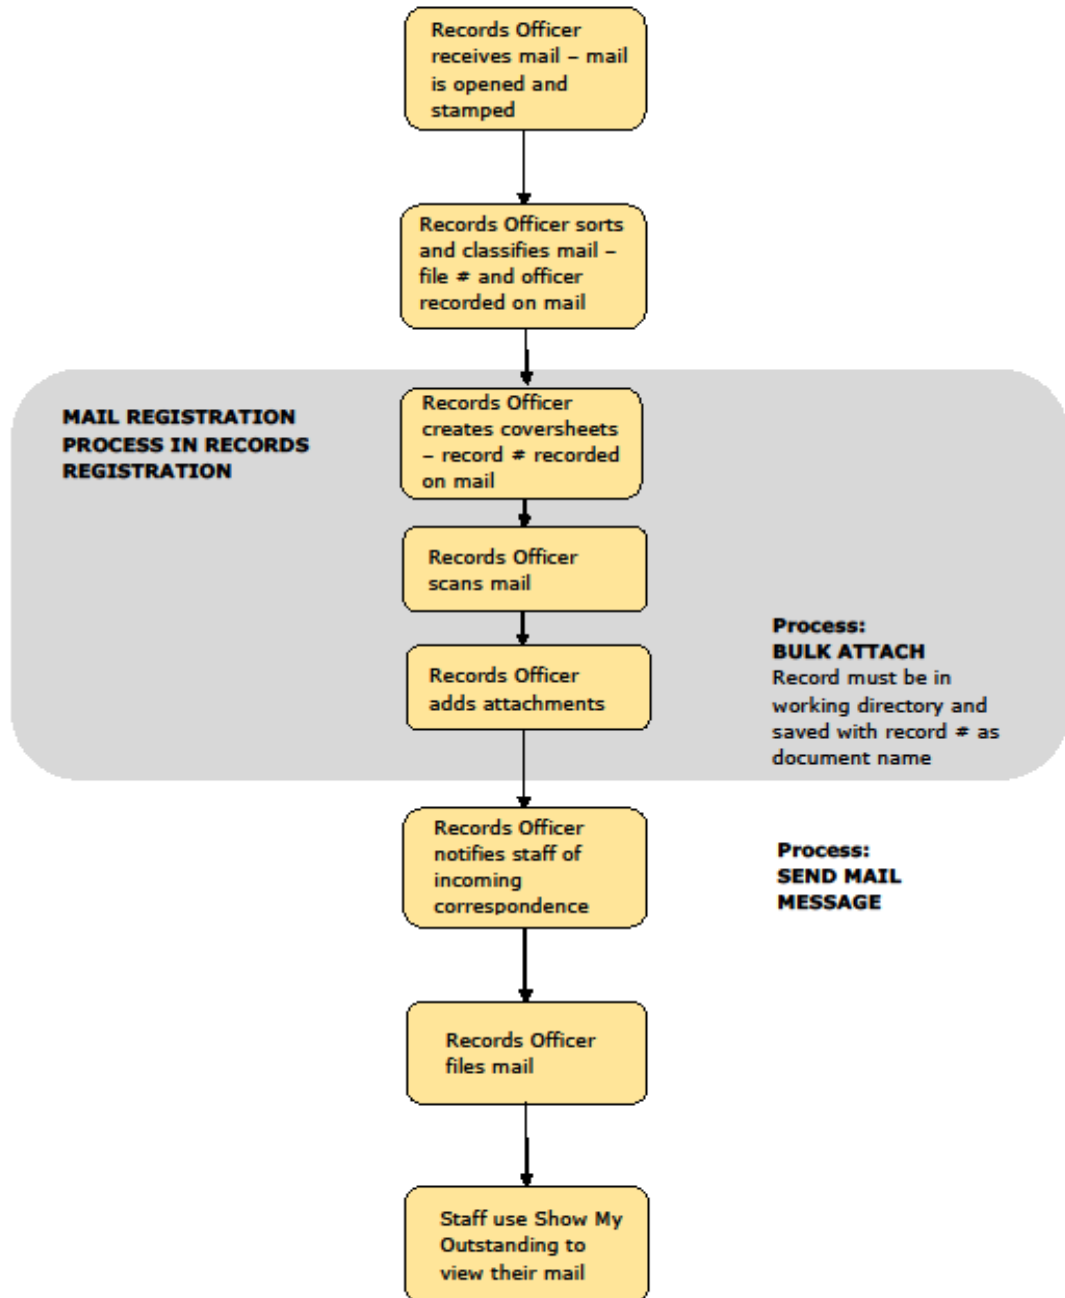 Records Officer
receives mail – mail
is opened and
stamped
Records Officer sorts
and classifies mail –
file # and officer
recorded on mail
MAIL REGISTRATION
PROCESS IN RECORDS
REGISTRATION
Records Officer
creates coversheets
– record # recorded
on mail
Records Officer
scans mail
Records Officer
adds attachments
Process:
BULK ATTACH
Record must be in
working directory and
saved with record # as
document name
Records Officer
notifies staff of
incoming
correspondence
Process:
SEND MAIL
MESSAGE
Records Officer
files mail
Staff use Show My
Outstanding to
view their mail